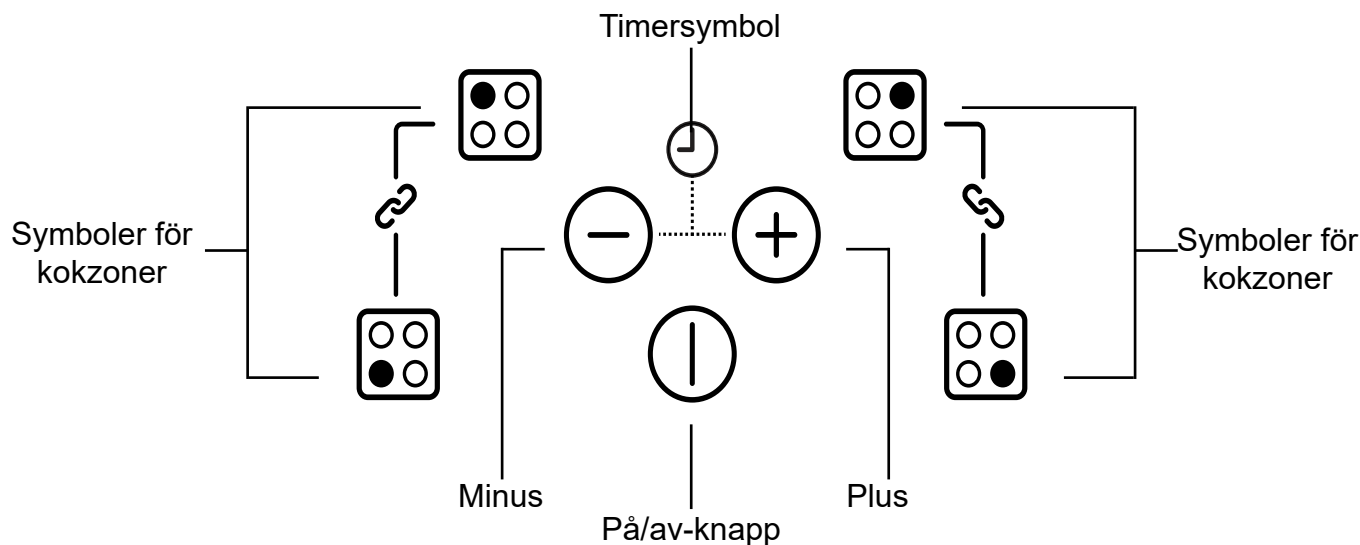 Timersymbol
Symboler för
kokzoner
Symboler för
kokzoner
Minus
Plus
På/av-knapp